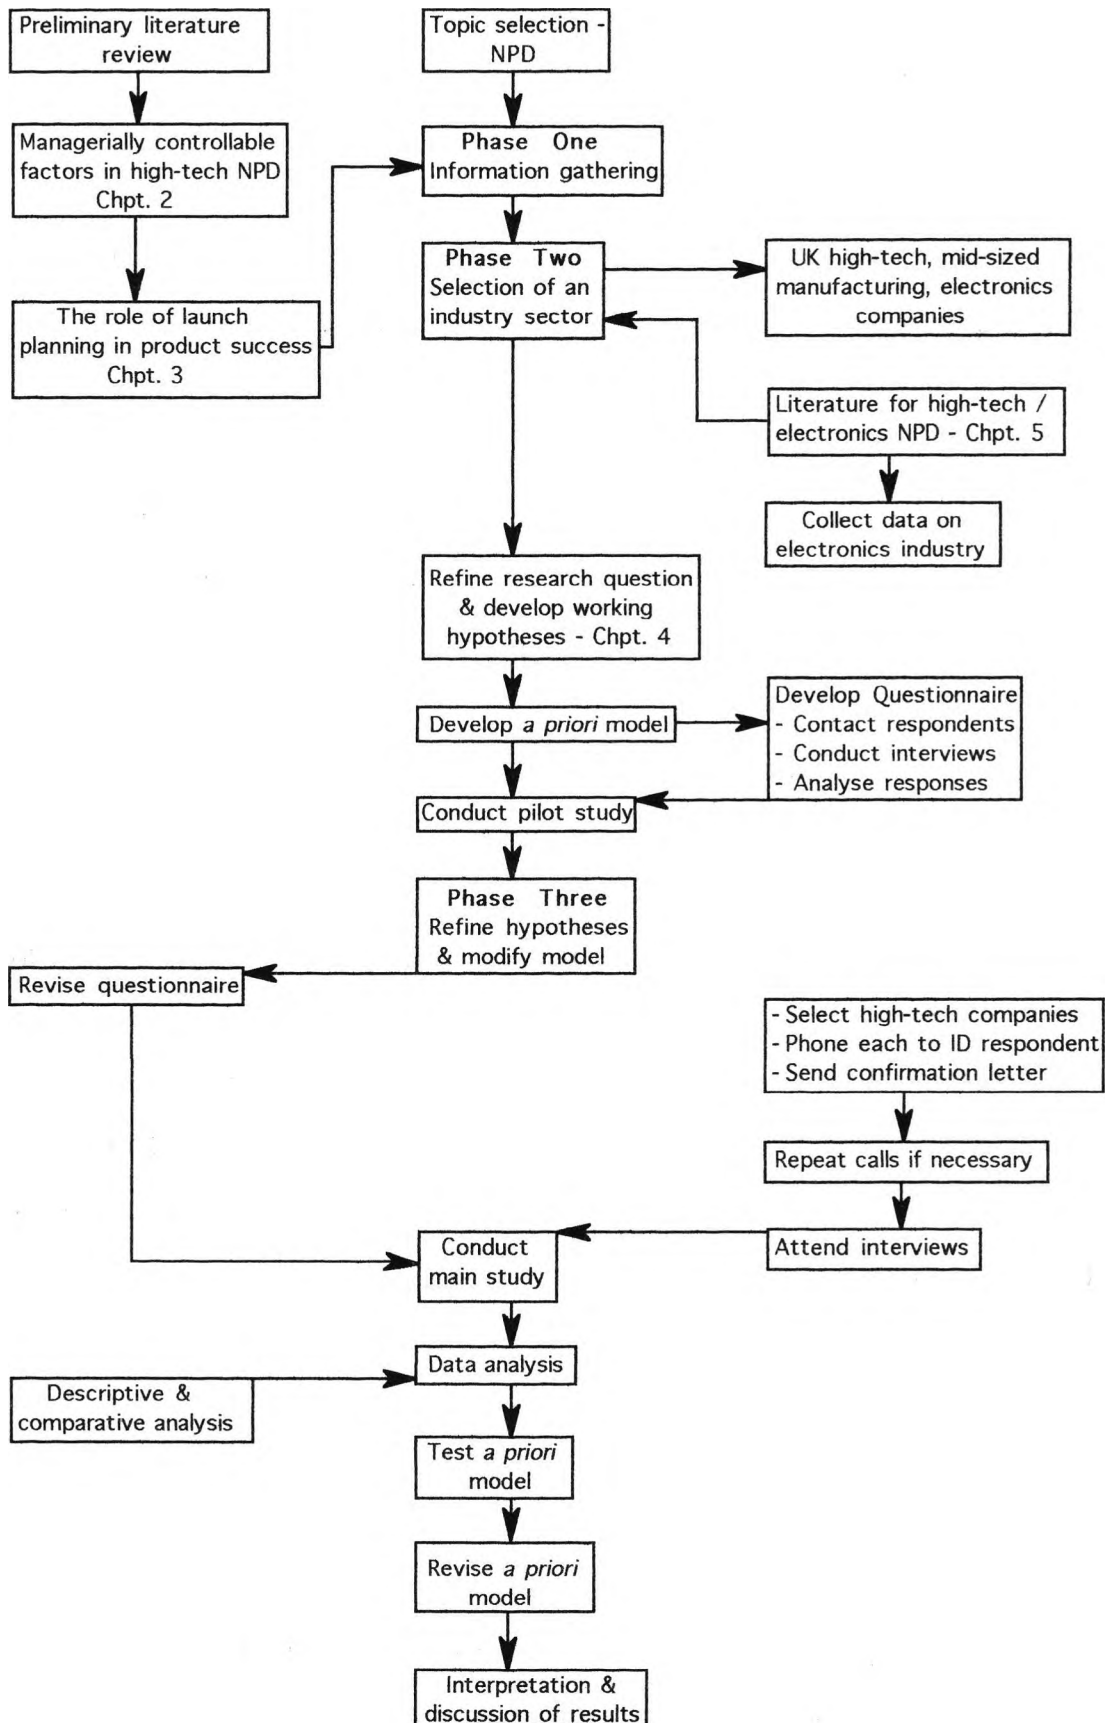 Preliminary literature
review
Topic selection -
NPD
Managerially controllable
factors in high-tech NPD
Chpt. 2
Phase One
Information gathering
The role of launch
planning in product success
Chpt. 3
Phase Two
Selection of an
industry sector
UK high-tech, mid-sized
manufacturing, electronics
companies
Literature for high-tech /
electronics NPD - Chpt. 5
Collect data on
electronics industry
Refine research question
& develop working
hypotheses - Chpt. 4
Develop a priori model
Develop Questionnaire
- Contact respondents
- Conduct interviews
- Analyse responses
Conduct pilot study
Phase Three
Refine hypotheses
& modify model
Revise questionnaire
- Select high-tech companies
- Phone each to ID respondent
- Send confirmation letter
Repeat calls if necessary
Attend interviews
Conduct
main study
Data analysis
Descriptive &
comparative analysis
Test a priori
model
Revise a priori
model
Interpretation &
discussion of results